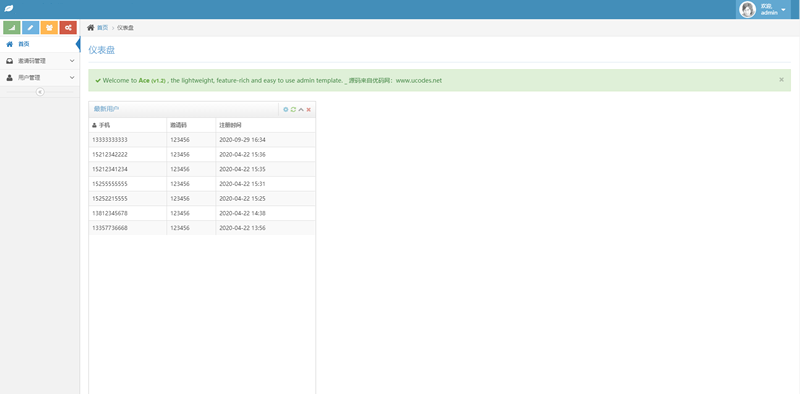 欢迎,
admin
首页
邀请码管理
用户管理
首页 > 仪表盘
仪表盘
Welcome to Ace (v1.2) , the lightweight, feature-rich and easy to use admin template. _ 源码来自优码网：www.ucodes.net ×
最新用户
手机 邀请码 注册时间
13333333333 123456 2020-09-29 16:34
15212342222 123456 2020-04-22 15:36
15212341234 123456 2020-04-22 15:35
15255555555 123456 2020-04-22 15:31
15252215555 123456 2020-04-22 15:25
13812345678 123456 2020-04-22 14:38
13357736668 123456 2020-04-22 13:56